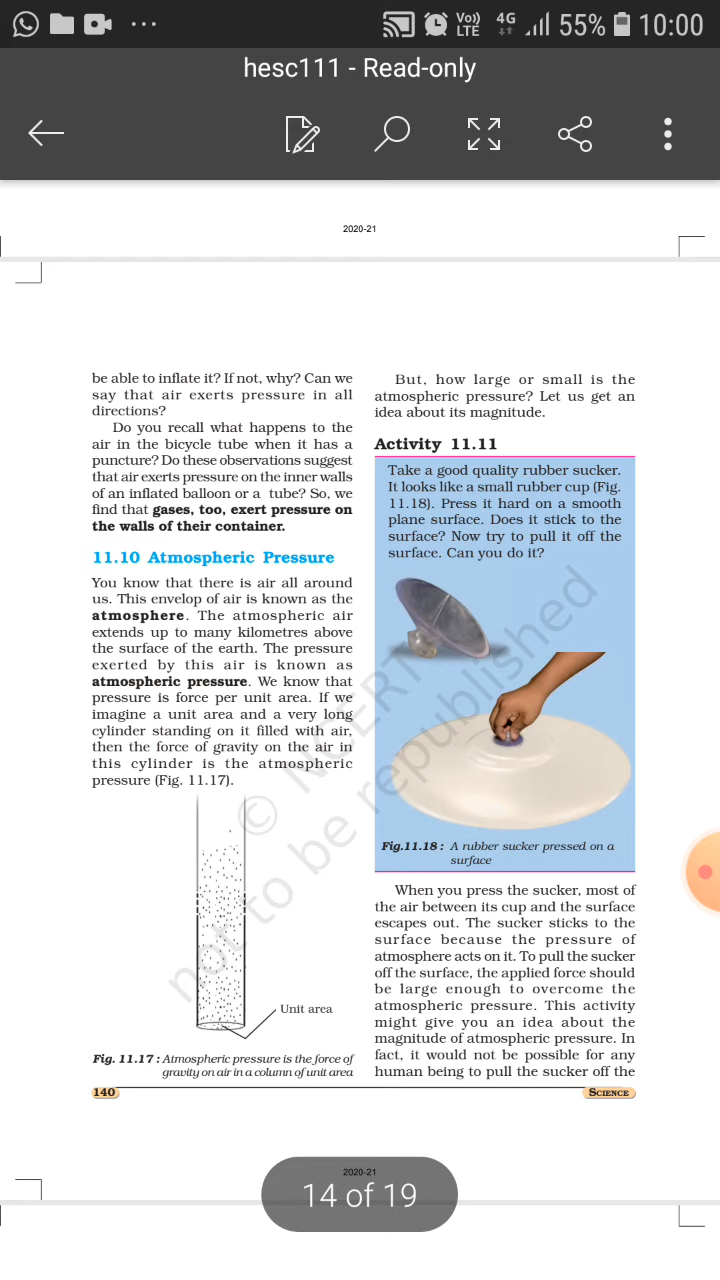 Vo))
LTE
4G
55%
10:00
hesc111 - Read-only
2020-21
be able to inflate it? If not, why? Can we
say that air exerts pressure in all
directions?
Do you recall what happens to the
air in the bicycle tube when it has a
puncture? Do these observations suggest
that air exerts pressure on the inner walls
of an inflated balloon or a tube? So, we
find that gases, too, exert pressure on
the walls of their container.
11.10 Atmospheric Pressure
You know that there is air all around
us. This envelop of air is known as the
atmosphere. The atmospheric air
extends up to many kilometres above
the surface of the earth. The pressure
exerted by this air is known as
atmospheric pressure. We know that
pressure is force per unit area. If we
imagine a unit area and a very long
cylinder standing on it filled with air,
then the force of gravity on the air in
this cylinder is the atmospheric
pressure (Fig. 11.17).
Unit area
Fig. 11.17 : Atmospheric pressure is the force of
gravity on air in a column of unit area
But, how large or small is the
atmospheric pressure? Let us get an
idea about its magnitude.
Activity 11.11
Take a good quality rubber sucker.
It looks like a small rubber cup (Fig.
11.18). Press it hard on a smooth
plane surface. Does it stick to the
surface? Now try to pull it off the
surface. Can you do it?
Fig.11.18 : A rubber sucker pressed on a
surface
When you press the sucker, most of
the air between its cup and the surface
escapes out. The sucker sticks to the
surface because the pressure of
atmosphere acts on it. To pull the sucker
off the surface, the applied force should
be large enough to overcome the
atmospheric pressure. This activity
might give you an idea about the
magnitude of atmospheric pressure. In
fact, it would not be possible for any
human being to pull the sucker off the
© NCERT
not to be republished
140
SCIENCE
2020-21
14 of 19